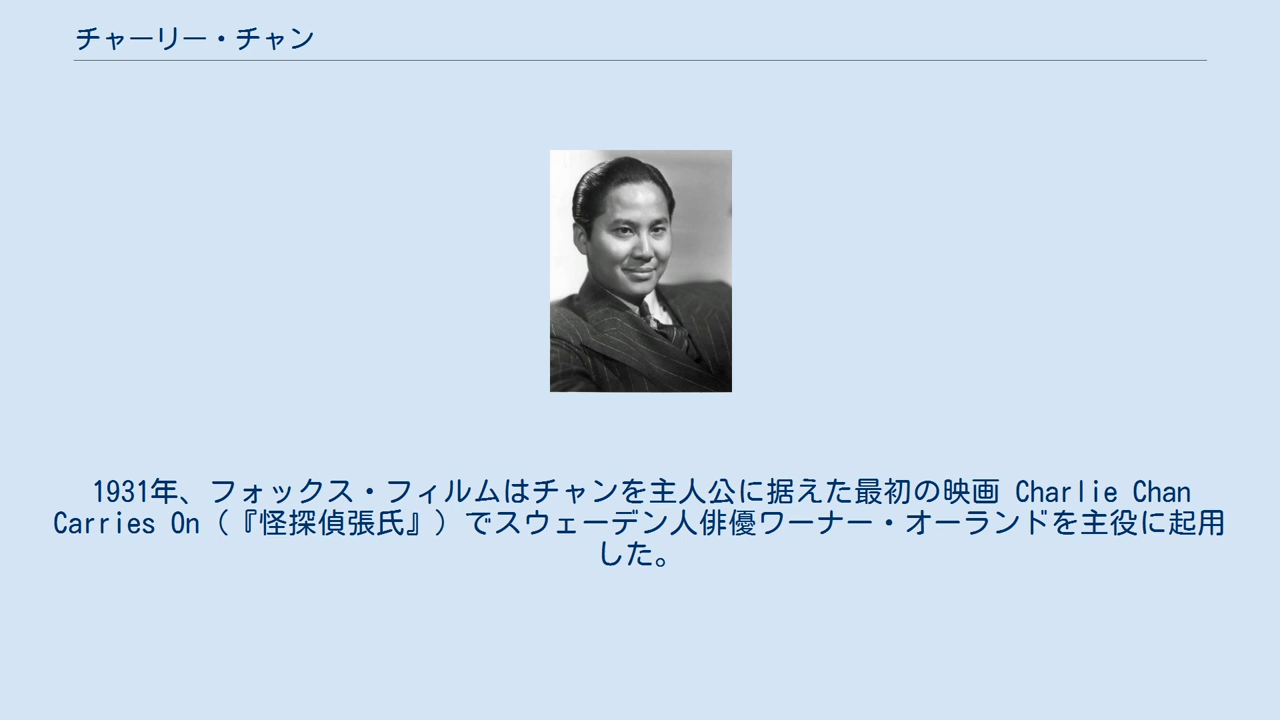 チャーリー・チャン
1931年、フォックス・フィルムはチャンを主人公に据えた最初の映画 Charlie Chan
Carries On（『怪探偵張氏』）でスウェーデン人俳優ワーナー・オーランドを主役に起用
した。